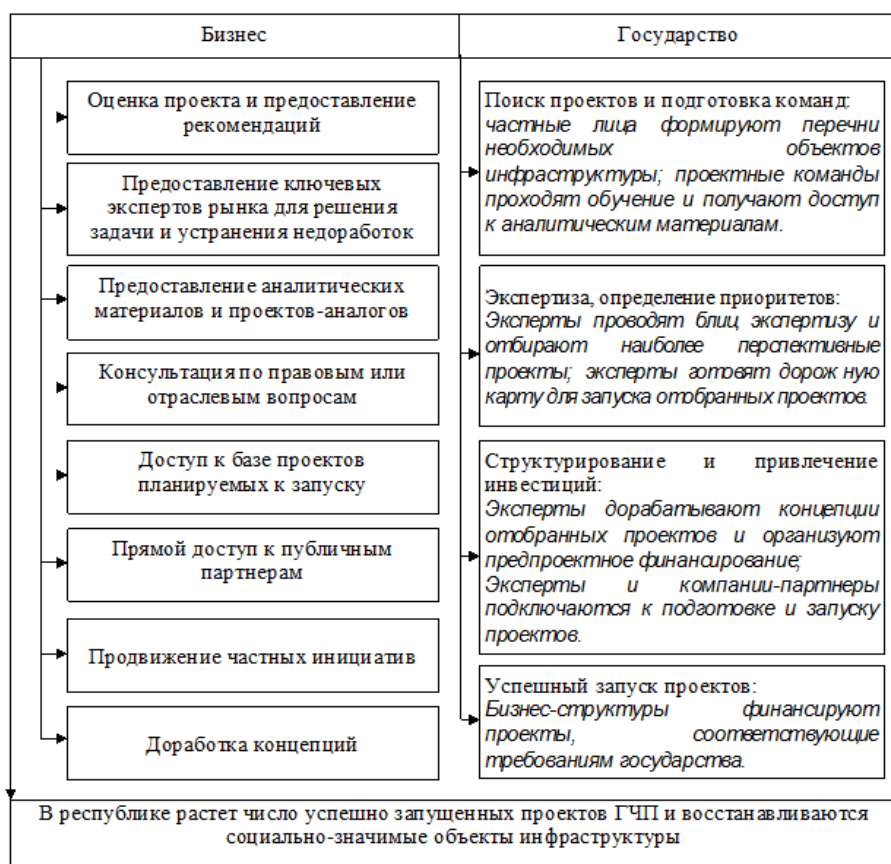 Бизнес
Государство
Оценка проекта и предоставление
рекомендаций
Предоставление ключевых
экспертов рынка для решения
задачи и устранения недоработок
Предоставление аналитических
материалов и проектов-аналогов
Консультация по правовым или
отраслевым вопросам
Доступ к базе проектов
планируемых к запуску
Прямой доступ к публичным
партнерам
Продвижение частных инициатив
Доработка концепций
Поиск проектов и подготовка команд:
частные лица формируют перечни
необходимых объектов
инфраструктуры; проектные команды
проходят обучение и получают доступ
к аналитическим материалам.
Экспертиза, определение приоритетов:
Эксперты проводят блиц экспертизу и
отбирают наиболее перспективные
проекты; эксперты готовят дорож ную
карту для запуска отобранных проектов.
Структурирование и привлечение
инвестиций:
Эксперты дорабатывают концепции
отобранных проектов и организуют
предпроектное финансирование;
Эксперты и компании-партнеры
подключаются к подготовке и запуску
проектов.
Успешный запуск проектов:
Бизнес-структуры финансируют
проекты, соответствующие
требованиям государства.
В республике растет число успешно запущенных проектов ГЧП и восстанавливаются
социально-значимые объекты инфраструктуры